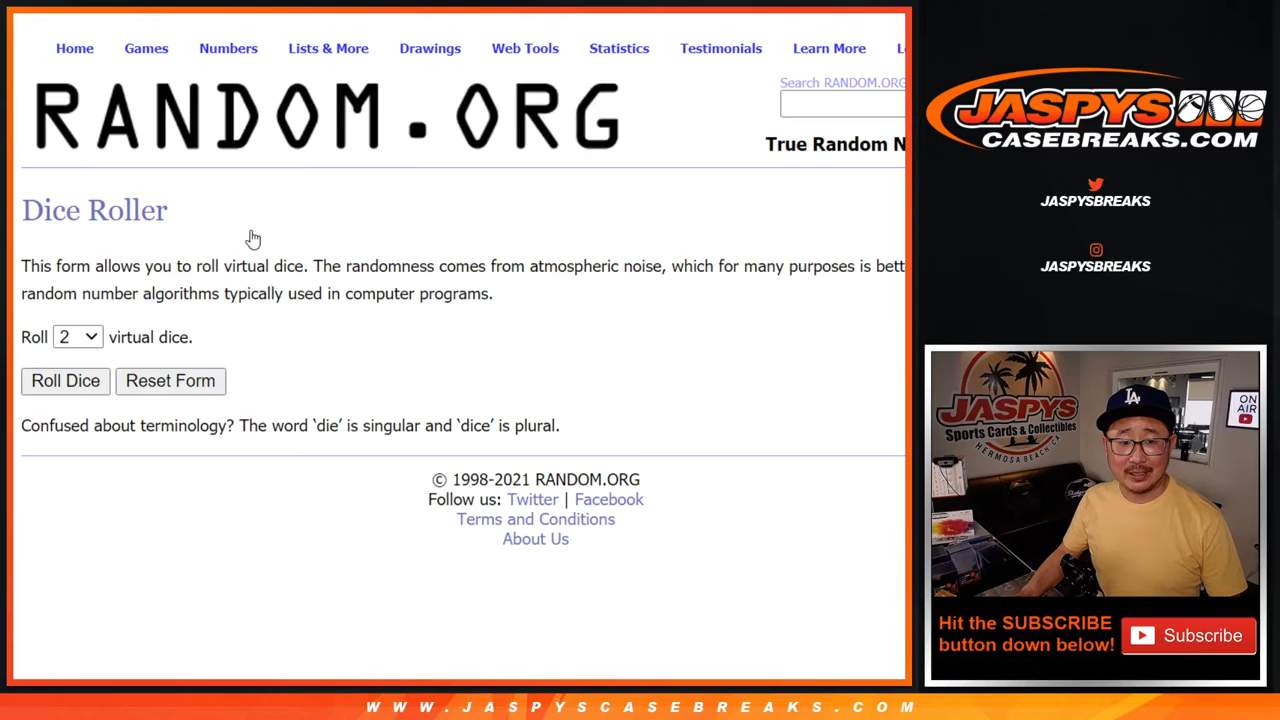 Home Games Numbers Lists & More Drawings Web Tools Statistics Testimonials Learn More L
RANDOM.ORG
Search RANDOM.ORG
True Random N
Dice Roller
This form allows you to roll virtual dice. The randomness comes from atmospheric noise, which for many purposes is bett
random number algorithms typically used in computer programs.
Roll 2 virtual dice.
Roll Dice Reset Form
Confused about terminology? The word ‘die’ is singular and ‘dice’ is plural.
© 1998-2021 RANDOM.ORG
Follow us: Twitter | Facebook
Terms and Conditions
About Us
JASPYS
CASEBREAKS.COM
JASPYSBREAKS
JASPYSBREAKS
JASPYS
Sports Cards & Collectibles
HERMOSA BEACH CA.
LA
ON
AIR
Dodgers
Hit the SUBSCRIBE
button down below!
Subscribe
WWW.JASPYSCASEBREAKS.COM